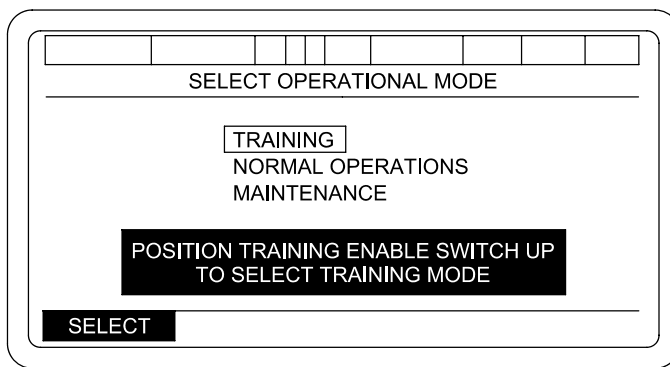 SELECT OPERATIONAL MODE
TRAINING
NORMAL OPERATIONS
MAINTENANCE
POSITION TRAINING ENABLE SWITCH UP
TO SELECT TRAINING MODE
SELECT